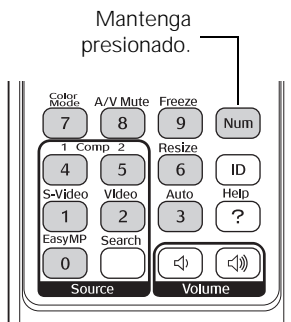 Mantenga
presionado.
Color
Mode A/V Mute Freeze
7 8 9 Num
1 Comp 2 Resize
4 5 6 ID
S-Video VIdeo Auto Help
1 2 3 ?
EasyMP Search
0
Source Volume